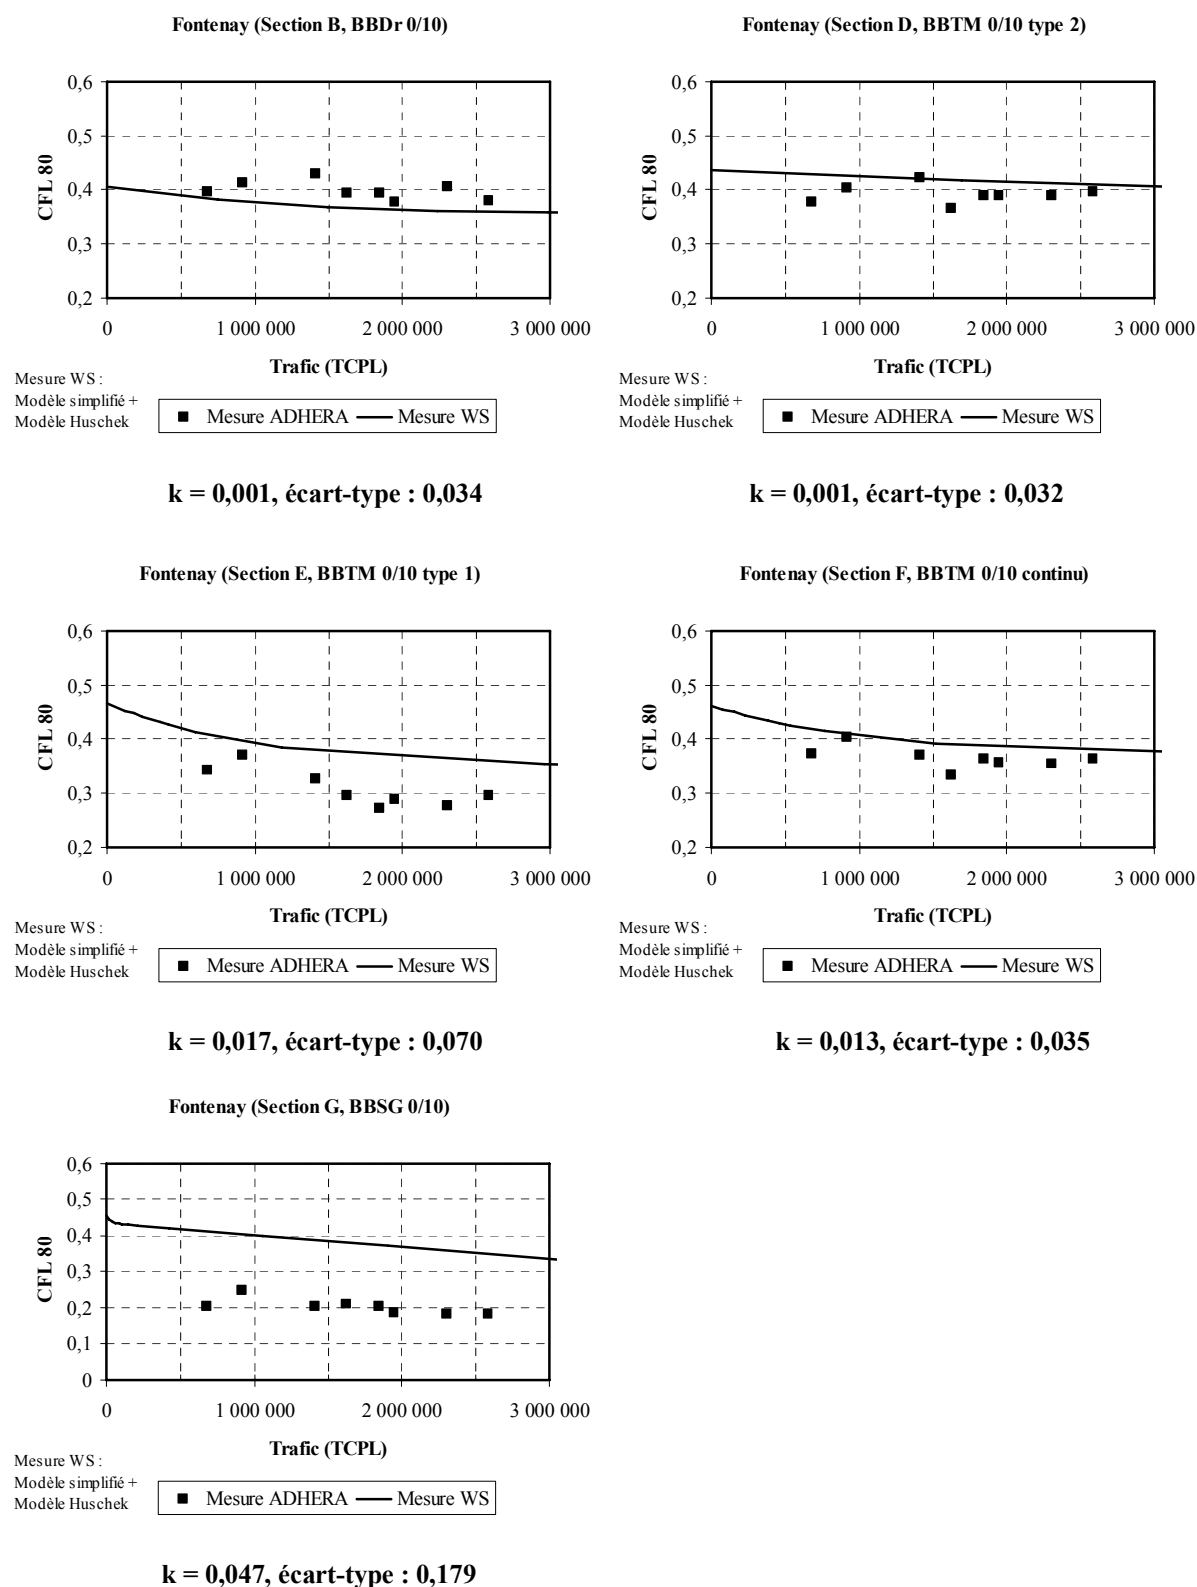 Fontenay (Section B, BBDr 0/10)
0,6
0,5
0,4
0,3
0,2
CFL 80
0 1 000 000 2 000 000 3 000 000
Trafic (TCPL)
Mesure WS :
Modèle simplifié +
Modèle Huschek
Mesure ADHERA Mesure WS
k = 0,001, écart-type : 0,034
Fontenay (Section D, BBTM 0/10 type 2)
0,6
0,5
0,4
0,3
0,2
CFL 80
0 1 000 000 2 000 000 3 000 000
Trafic (TCPL)
Mesure WS :
Modèle simplifié +
Modèle Huschek
Mesure ADHERA Mesure WS
k = 0,001, écart-type : 0,032
Fontenay (Section E, BBTM 0/10 type 1)
0,6
0,5
0,4
0,3
0,2
CFL 80
0 1 000 000 2 000 000 3 000 000
Trafic (TCPL)
Mesure WS :
Modèle simplifié +
Modèle Huschek
Mesure ADHERA Mesure WS
k = 0,017, écart-type : 0,070
Fontenay (Section F, BBTM 0/10 continu)
0,6
0,5
0,4
0,3
0,2
CFL 80
0 1 000 000 2 000 000 3 000 000
Trafic (TCPL)
Mesure WS :
Modèle simplifié +
Modèle Huschek
Mesure ADHERA Mesure WS
k = 0,013, écart-type : 0,035
Fontenay (Section G, BBSG 0/10)
0,6
0,5
0,4
0,3
0,2
0,1
0
CFL 80
0 1 000 000 2 000 000 3 000 000
Trafic (TCPL)
Mesure WS :
Modèle simplifié +
Modèle Huschek
Mesure ADHERA Mesure WS
k = 0,047, écart-type : 0,179